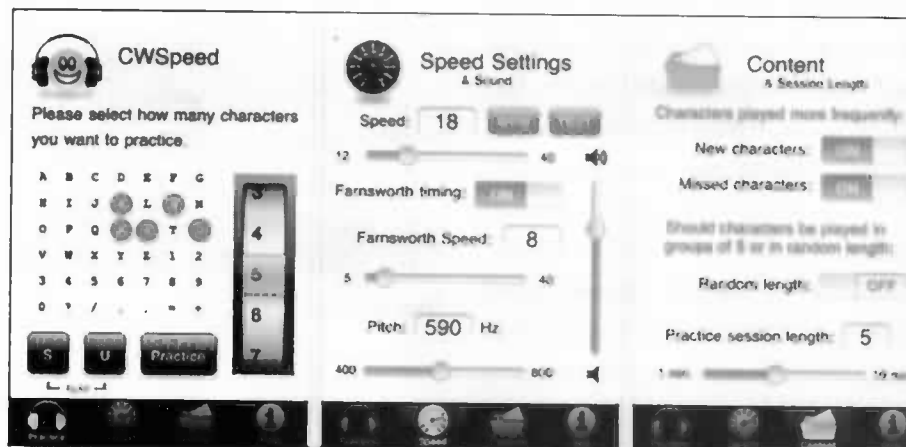 CWSpeed
Please select how many characters
you want to practice.
A B C D E F G
H I J L N
O P Q T
V W X Y Z 1 2
3 4 5 6 7 8 9
0 ? / . , = +
3
4
5
6
7
S U Practice
Practice
Speed Settings
& Sound
Speed: 18
12 40
Farnsworth timing:
Farnsworth Speed: 8
5 40
Pitch: 590 Hz
400 800
Speed
Content
& Session Length
Characters played more frequently:
New characters: ON
Missed characters: ON
Should characters be played in
groups of 5 or in random length:
Random length: OFF
Practice session length: 5
1 min
Content